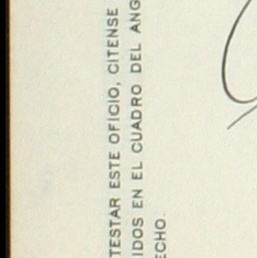 TESTAR ESTE OFICIO, CITENSE
IDOS EN EL CUADRO DEL ANG
ECHO.